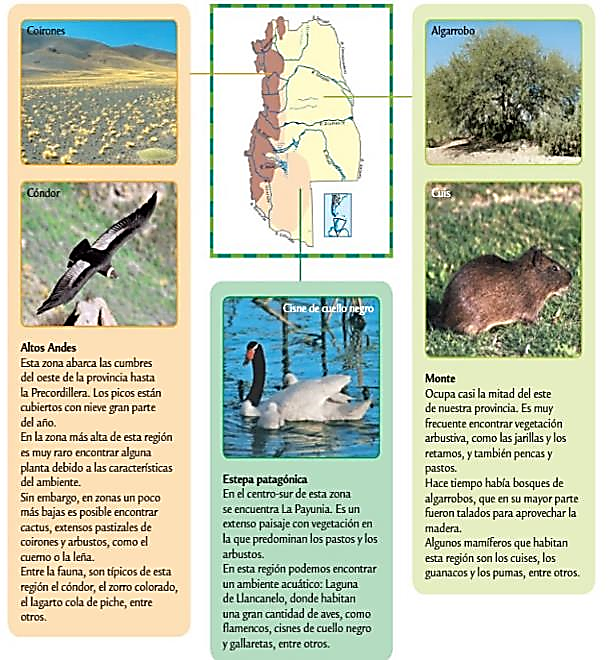 Coirones
Cóndor
Altos Andes
Esta zona abarca las cumbres
del oeste de la provincia hasta
la Precordillera. Los picos están
cubiertos con nieve gran parte
del año.
En la zona más alta de esta región
es muy raro encontrar alguna
planta debido a las características
del ambiente.
Sin embargo, en zonas un poco
más bajas es posible encontrar
cactus, extensos pastizales de
coirones y arbustos, como el
cuerno o la leña.
Entre la fauna, son típicos de esta
región el cóndor, el zorro colorado,
el lagarto cola de piche, entre
otros.
Cisne de cuello negro
Estepa patagónica
En el centro-sur de esta zona
se encuentra La Payunia. Es un
extenso paisaje con vegetación en
la que predominan los pastos y los
arbustos.
En esta región podemos encontrar
un ambiente acuático: Laguna
de Llancanelo, donde habitan
una gran cantidad de aves, como
flamencos, cisnes de cuello negro
y gallaretas, entre otros.
Algarrobo
Cuis
Monte
Ocupa casi la mitad del este
de nuestra provincia. Es muy
frecuente encontrar vegetación
arbustiva, como las jarillas y los
retamos, y también pencas y
pastos.
Hace tiempo había bosques de
algarrobos, que en su mayor parte
fueron talados para aprovechar la
madera.
Algunos mamíferos que habitan
esta región son los cuises, los
guanacos y los pumas, entre otros.